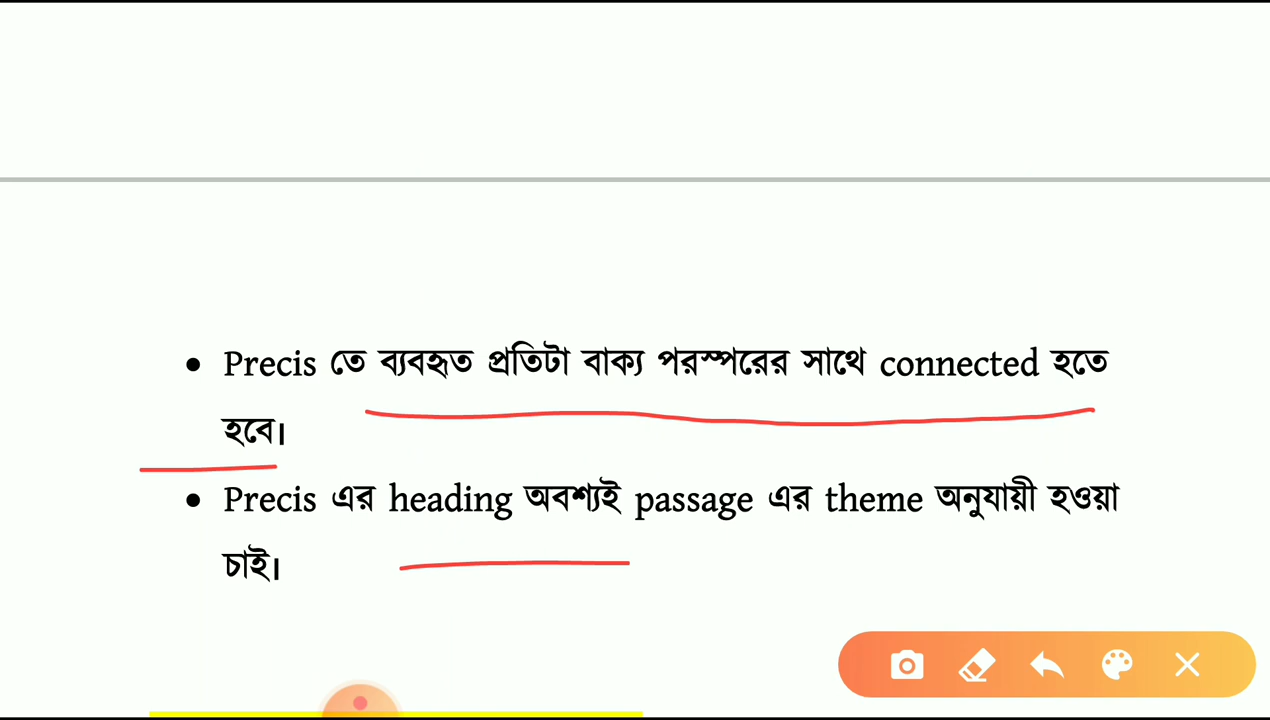 • Precis তে ব্যবহৃত প্রতিটা বাক্য পরস্পরের সাথে connected হতে
হবে।
• Precis এর heading অবশ্যই passage এর theme অনুযায়ী হওয়া
চাই।